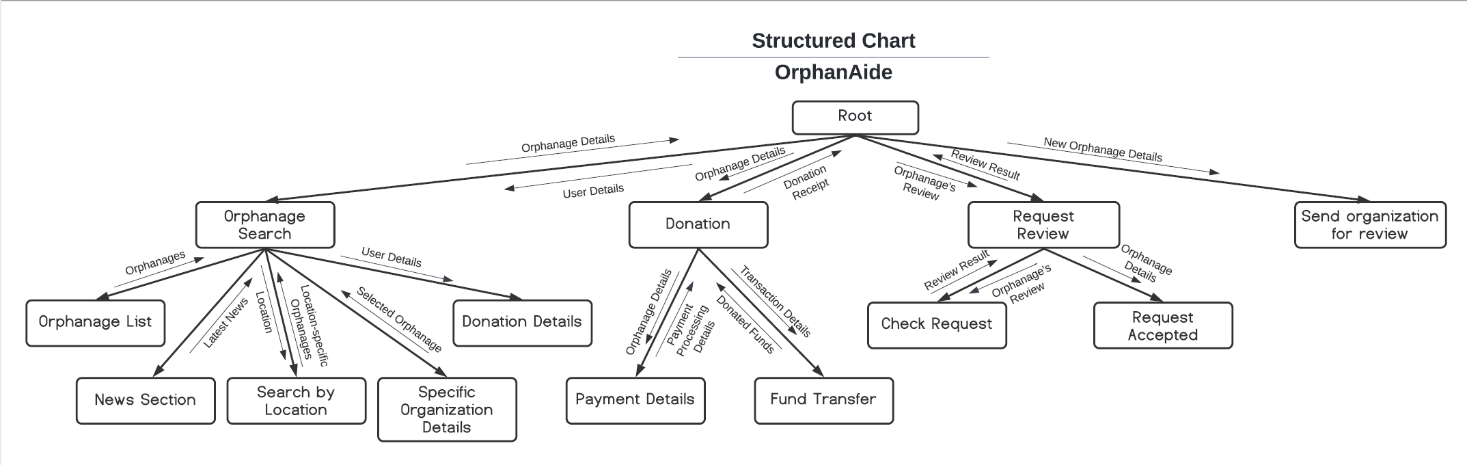 Structured Chart
OrphanAide
Root
Orphanage Details
User Details
Orphanage Details
Donation
Receipt
Review Result
Orphanage's
Review
New Orphanage Details
Orphanage
Search
Donation
Request
Review
Send organization
for review
Orphanages
Latest News
Location
Location-specific
Orphanages
Selected Orphanage
User Details
Orphanage Details
Payment
Processing
Details
Transaction Details
Donated Funds
Review Result
Orphanage's
Review
Orphanage
Details
Orphanage List
Donation Details
Check Request
Request
Accepted
News Section
Search by
Location
Specific
Organization
Details
Payment Details
Fund Transfer